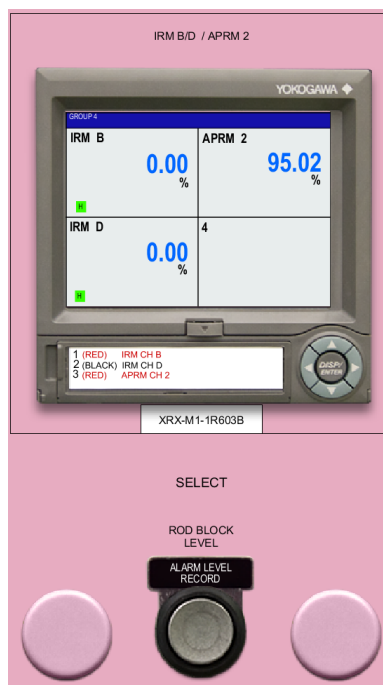 IRM B/D / APRM 2
YOKOGAWA
GROUP 4
IRM B
0.00
%
H
APRM 2
95.02
%
IRM D
0.00
%
H
4
1 (RED) IRM CH B
2 (BLACK) IRM CH D
3 (RED) APRM CH 2
DISP/
ENTER
XRX-M1-1R603B
SELECT
ROD BLOCK
LEVEL
ALARM LEVEL
RECORD